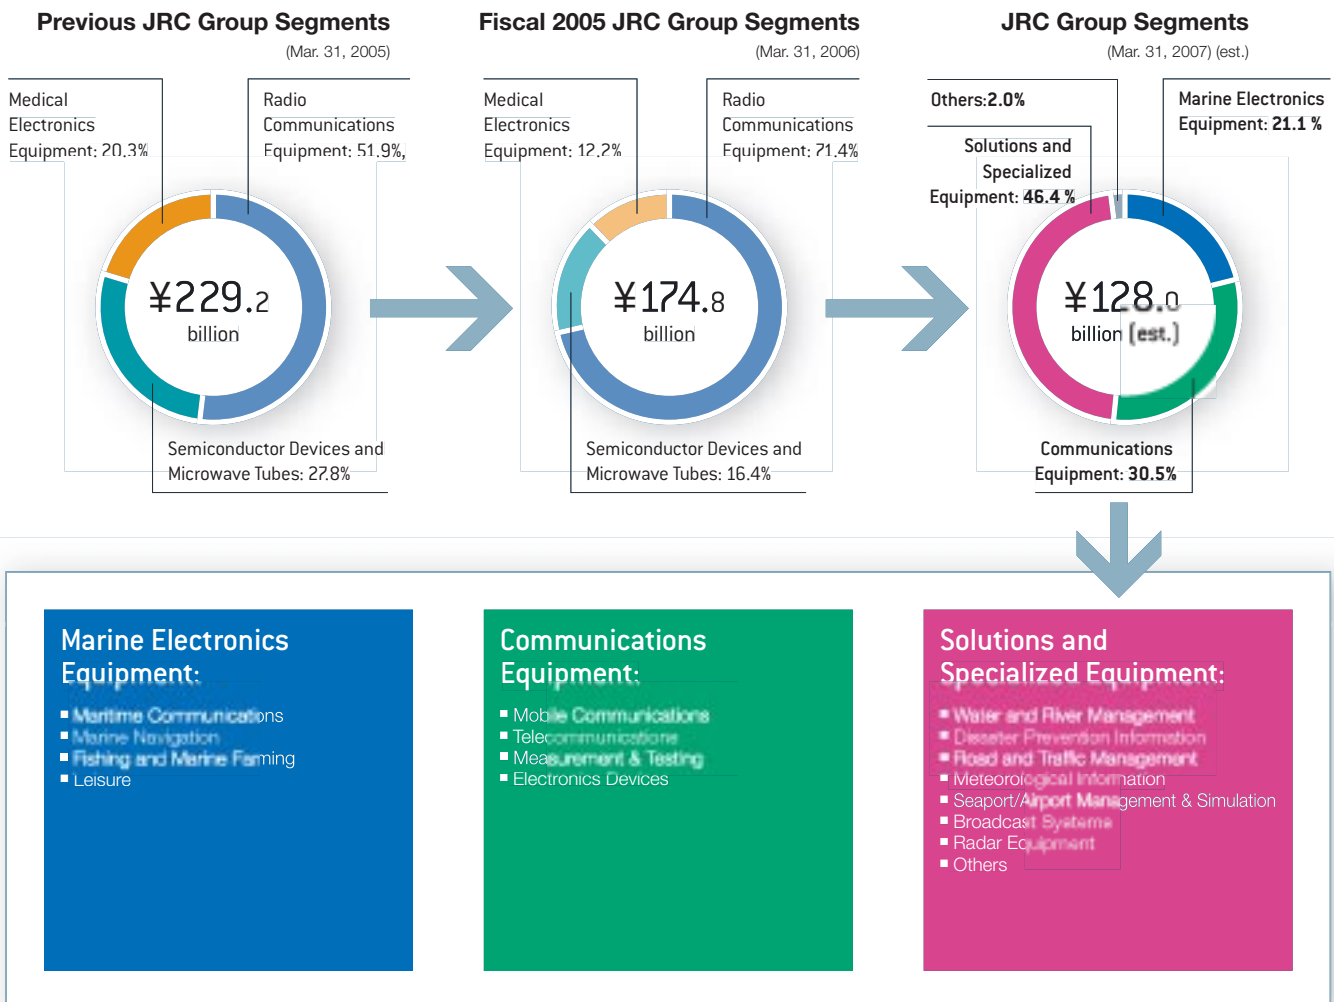 Previous JRC Group Segments
(Mar. 31, 2005)
Medical
Electronics
Equipment: 20.3%
Radio
Communications
Equipment: 51.9%,
¥229.2
billion
Semiconductor Devices and
Microwave Tubes: 27.8%
Fiscal 2005 JRC Group Segments
(Mar. 31, 2006)
Medical
Electronics
Equipment: 12.2%
Radio
Communications
Equipment: 71.4%
¥174.8
billion
Semiconductor Devices and
Microwave Tubes: 16.4%
JRC Group Segments
(Mar. 31, 2007) (est.)
Others:2.0%
Solutions and
Specialized
Equipment: 46.4 %
Marine Electronics
Equipment: 21.1 %
¥128.0
billion (est.)
Communications
Equipment: 30.5%
Marine Electronics
Equipment:
Maritime Communications
Marine Navigation
Fishing and Marine Farming
Leisure
Communications
Equipment:
Mobile Communications
Telecommunications
Measurement & Testing
Electronics Devices
Solutions and
Specialized Equipment:
Water and River Management
Disaster Prevention Information
Road and Traffic Management
Meteorological Information
Seaport/Airport Management & Simulation
Broadcast Systems
Radar Equipment
Others